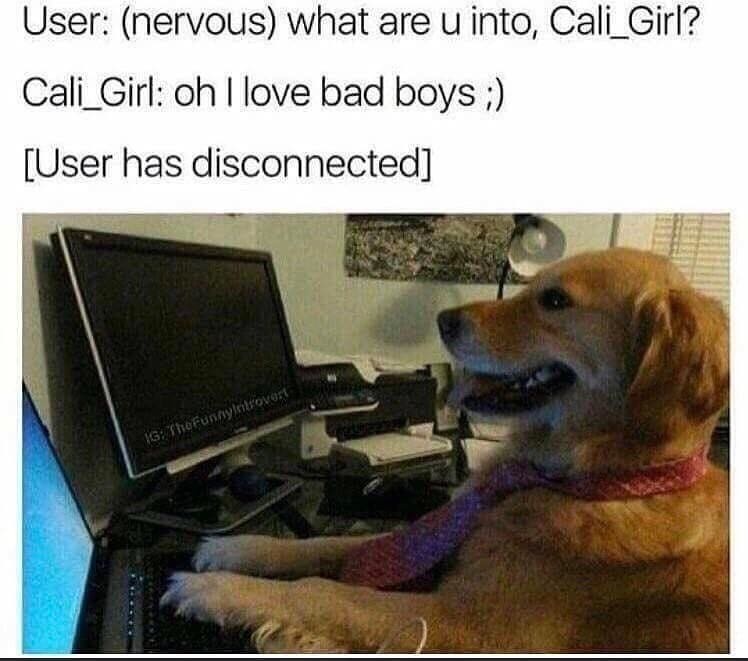 User: (nervous) what are u into, Cali_Girl?
Cali_Girl: oh I love bad boys ;)
[User has disconnected]
IG: TheFunnyIntrovert